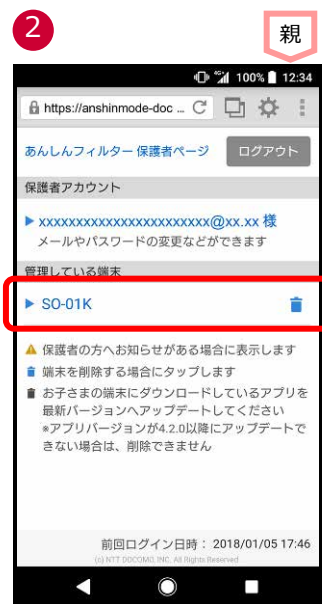 2
親
100% 12:34
https://anshinmode-doc ...
あんしんフィルター 保護者ページ
ログアウト
保護者アカウント
▶ xxxxxxxxxxxxxxxxxxxxxxx@xx.xx 様
メールやパスワードの変更などができます
管理している端末
▶ SO-01K
保護者の方へお知らせがある場合に表示します
端末を削除する場合にタップします
お子さまの端末にダウンロードしているアプリを
最新バージョンへアップデートしてください
※アプリバージョンが4.2.0以降にアップデートで
きない場合は、削除できません
前回ログイン日時： 2018/01/05 17:46
(c) NTT DOCOMO, INC. All Rights Reserved